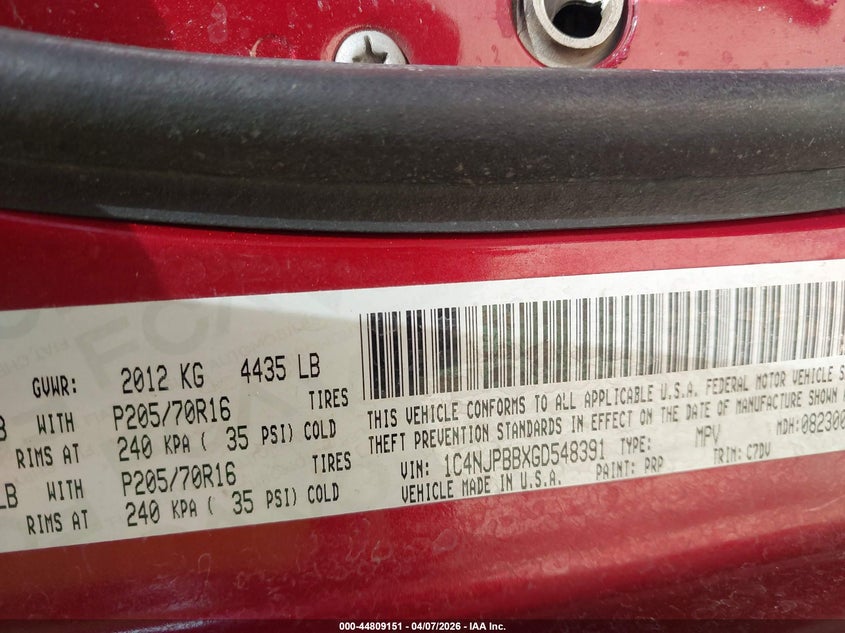 GVWR: 2012 KG 4435 LB
B WITH P205/70R16 TIRES
RIMS AT 240 KPA ( 35 PSI) COLD
LB WITH P205/70R16 TIRES
RIMS AT 240 KPA ( 35 PSI) COLD
THIS VEHICLE CONFORMS TO ALL APPLICABLE U.S.A. FEDERAL MOTOR VEHICLE S
THEFT PREVENTION STANDARDS IN EFFECT ON THE DATE OF MANUFACTURE SHOWN
VIN: 1C4NJPBBXGD548391 TYPE: MPV MDH:082300
VEHICLE MADE IN U.S.A. PAINT: PRP TRIM: C7DV
000-44809151 - 04/07/2026 - IAA Inc.